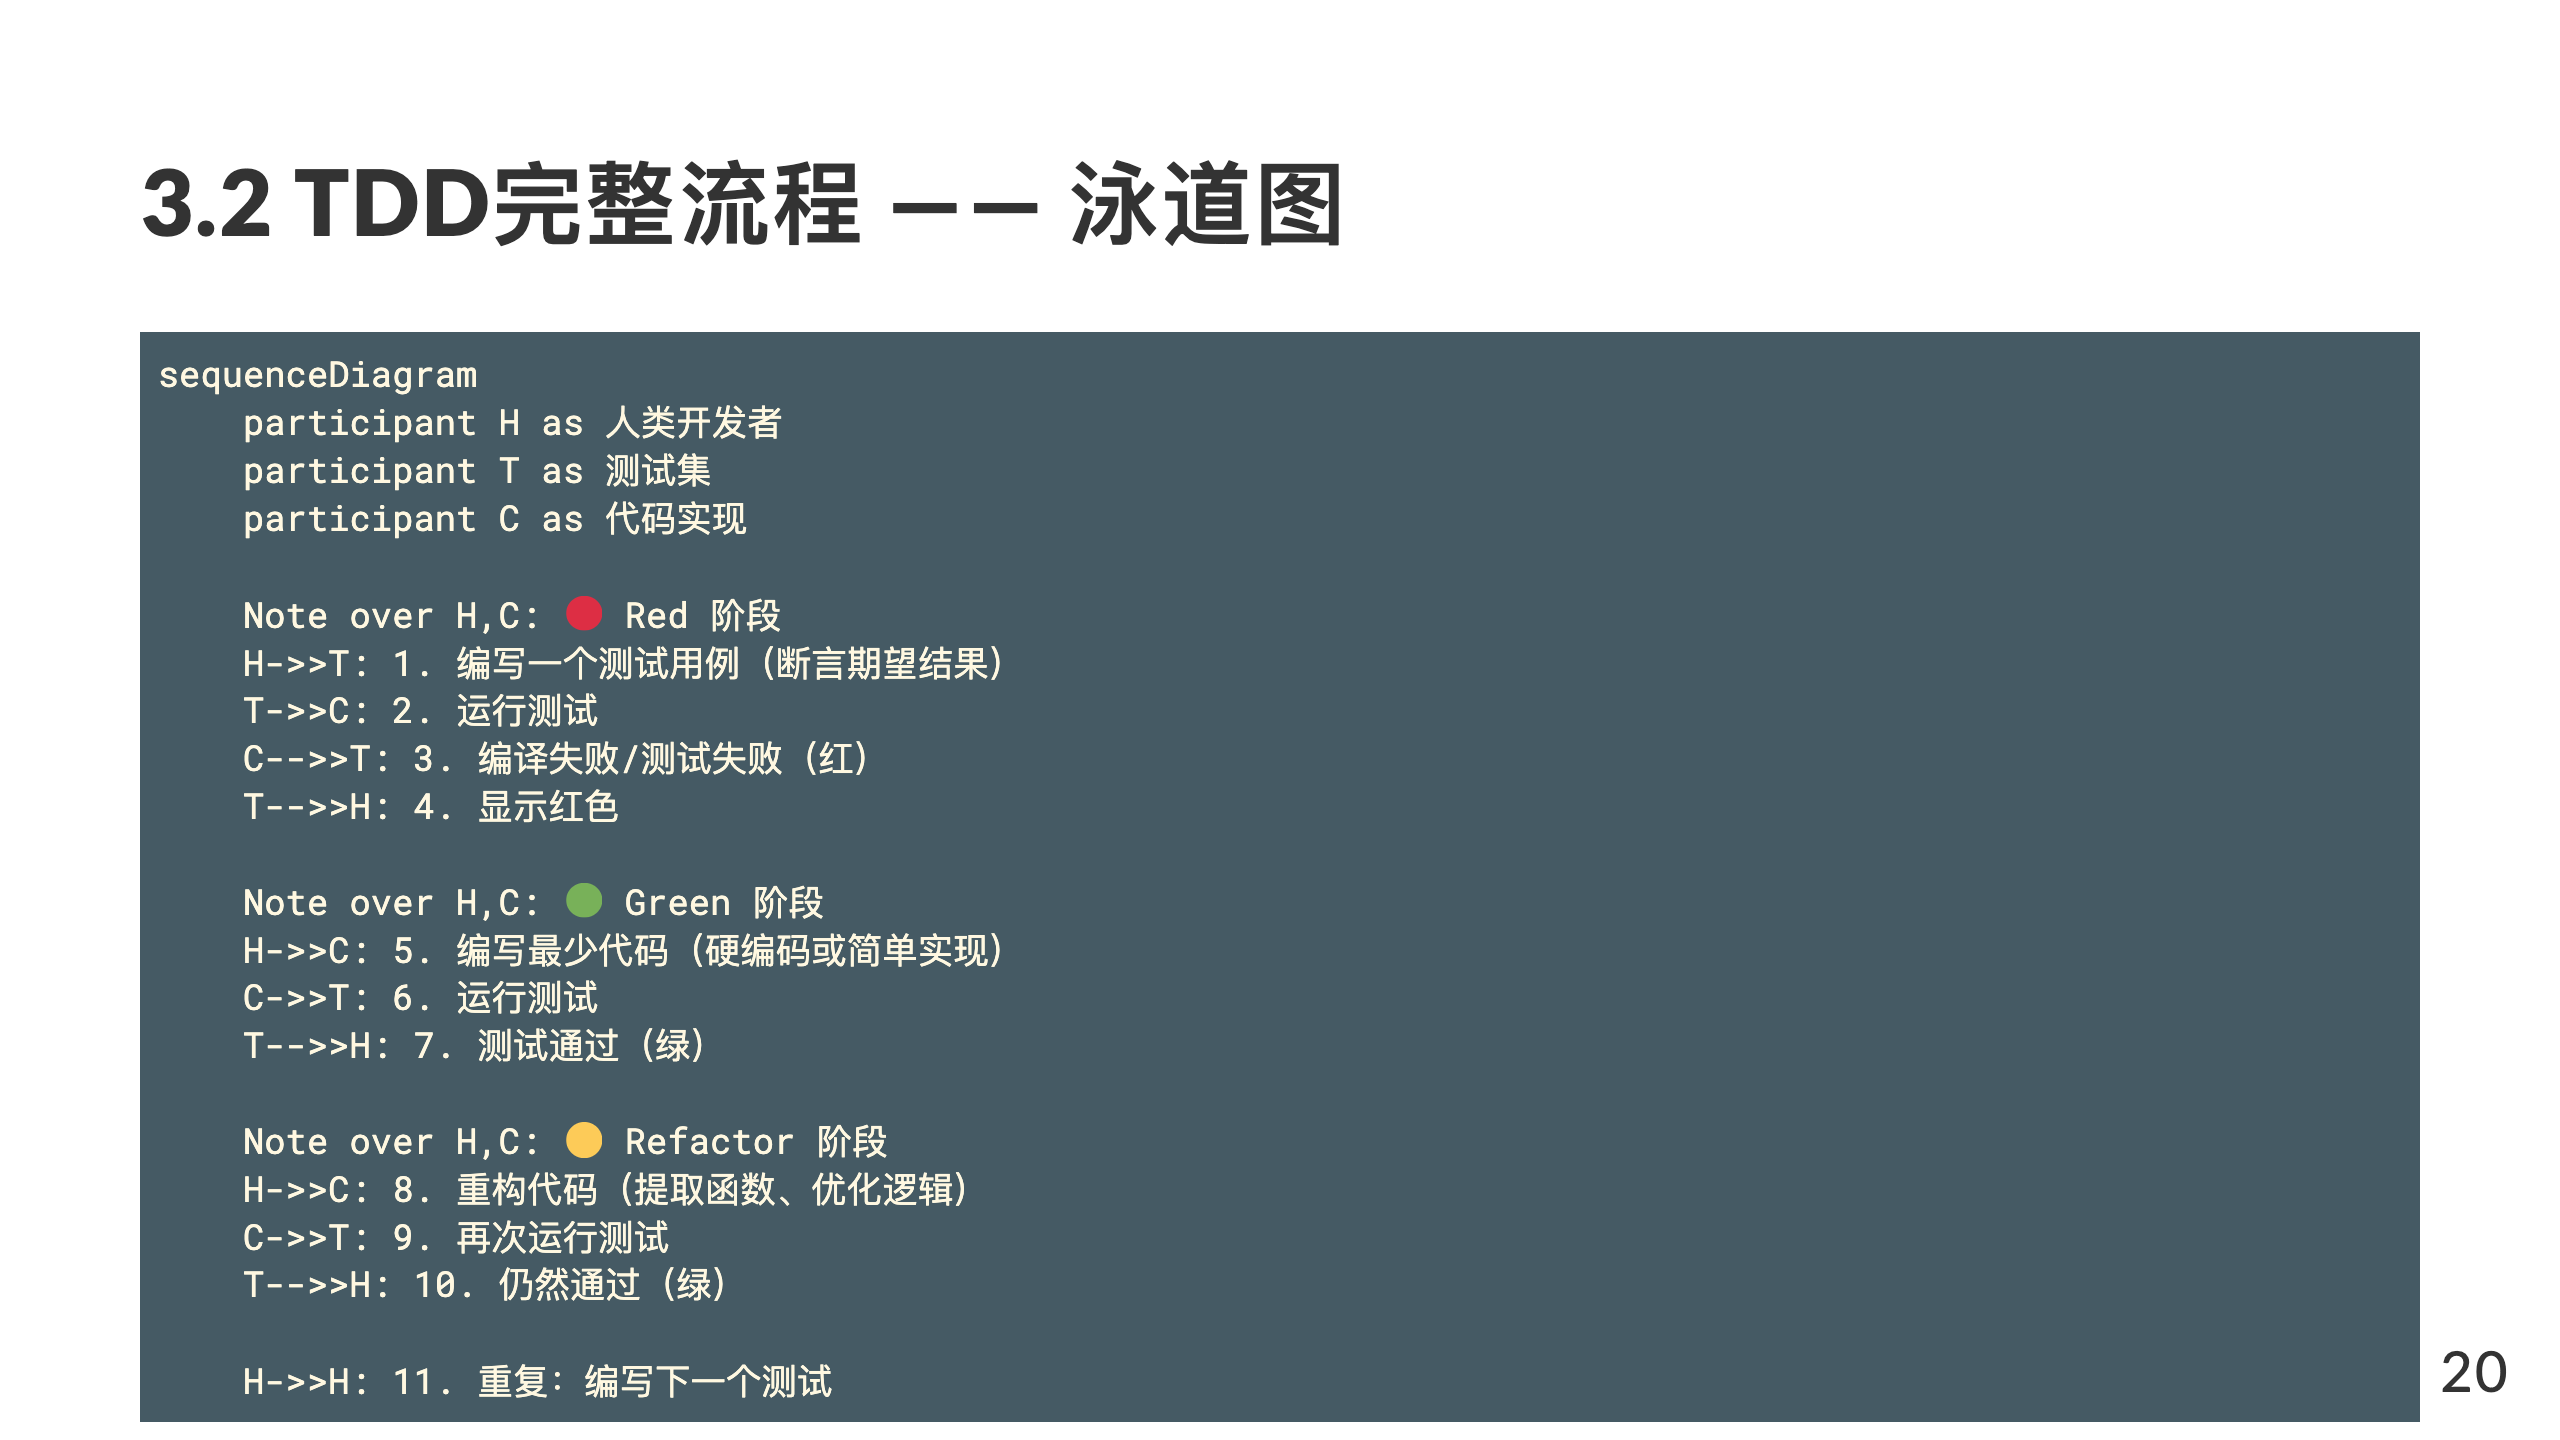 3.2 TDD完整流程 —— 泳道图
sequenceDiagram
    participant H as 人类开发者
    participant T as 测试集
    participant C as 代码实现

    Note over H,C: 🔴 Red 阶段
    H->>T: 1. 编写一个测试用例（断言期望结果）
    T->>C: 2. 运行测试
    C-->>T: 3. 编译失败/测试失败（红）
    T-->>H: 4. 显示红色

    Note over H,C: 🟢 Green 阶段
    H->>C: 5. 编写最少代码（硬编码或简单实现）
    C->>T: 6. 运行测试
    T-->>H: 7. 测试通过（绿）

    Note over H,C: 🟡 Refactor 阶段
    H->>C: 8. 重构代码（提取函数、优化逻辑）
    C->>T: 9. 再次运行测试
    T-->>H: 10. 仍然通过（绿）

    H->>H: 11. 重复：编写下一个测试
20